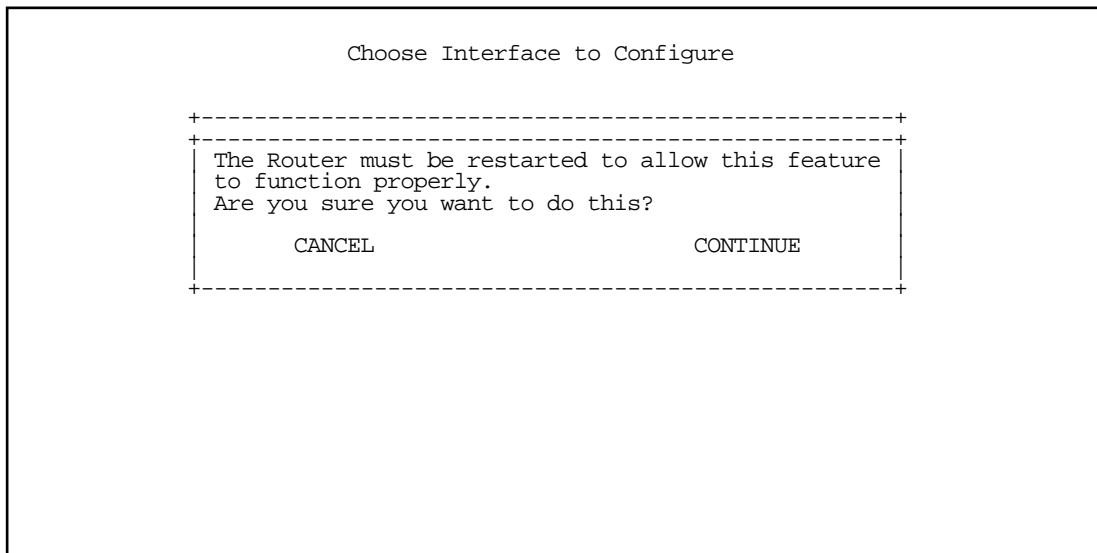 Choose Interface to Configure
+----------------------------------------------------+
+----------------------------------------------------+
| The Router must be restarted to allow this feature |
| to function properly. |
| Are you sure you want to do this? |
| CANCEL CONTINUE |
+----------------------------------------------------+